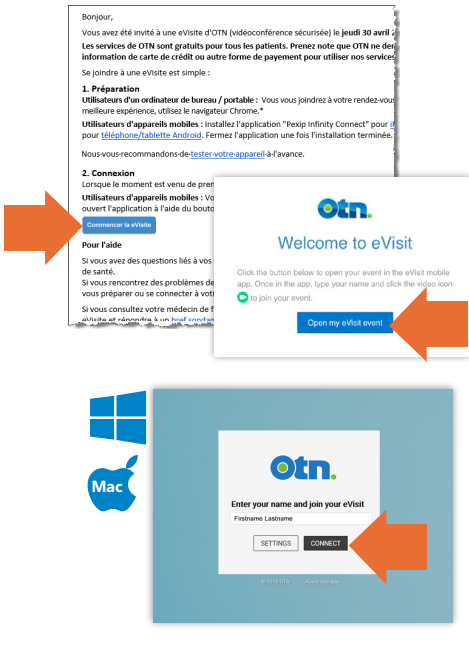 Bonjour,
Vous avez été invité à une eVisite d'OTN (vidéoconférence sécurisée) le jeudi 30 avril
Les services de OTN sont gratuits pour tous les patients. Prenez note que OTN ne
information de carte de crédit ou autre forme de payement pour utiliser nos services
Se joindre à une eVisite est simple :
1. Préparation
Utilisateurs d'un ordinateur de bureau / portable : Vous vous joindrez à votre rendez-vous
meilleure expérience, utilisez le navigateur Chrome.*
Utilisateurs d'appareils mobiles : Installez l'application "Pexip Infinity Connect" pour
pour téléphone/tablette Android. Fermez l'application une fois l'installation terminée.
Nous-vous-recommandons-de-tester-votre-appareil-à-l'avance.
2. Connexion
Lorsque le moment est venu de
Utilisateurs d'appareils mobiles :
ouvert l'application à l'aide du
Commencer la eVisite
Pour l'aide
Si vous avez des questions liés à vos
de santé.
Si vous rencontrez des problèmes de
vous préparer ou se connecter à
Si vous consultez votre médecin de
eVisite et répondre à un bref
otn.
Welcome to eVisit
Click the button below to open your event in the eVisit mobile
app. Once in the app, type your name and click the video icon
to join your event.
Open my eVisit event
Mac
otn.
Enter your name and join your eVisit
Firstname Lastname
SETTINGS CONNECT
© 2019 OTN About this app